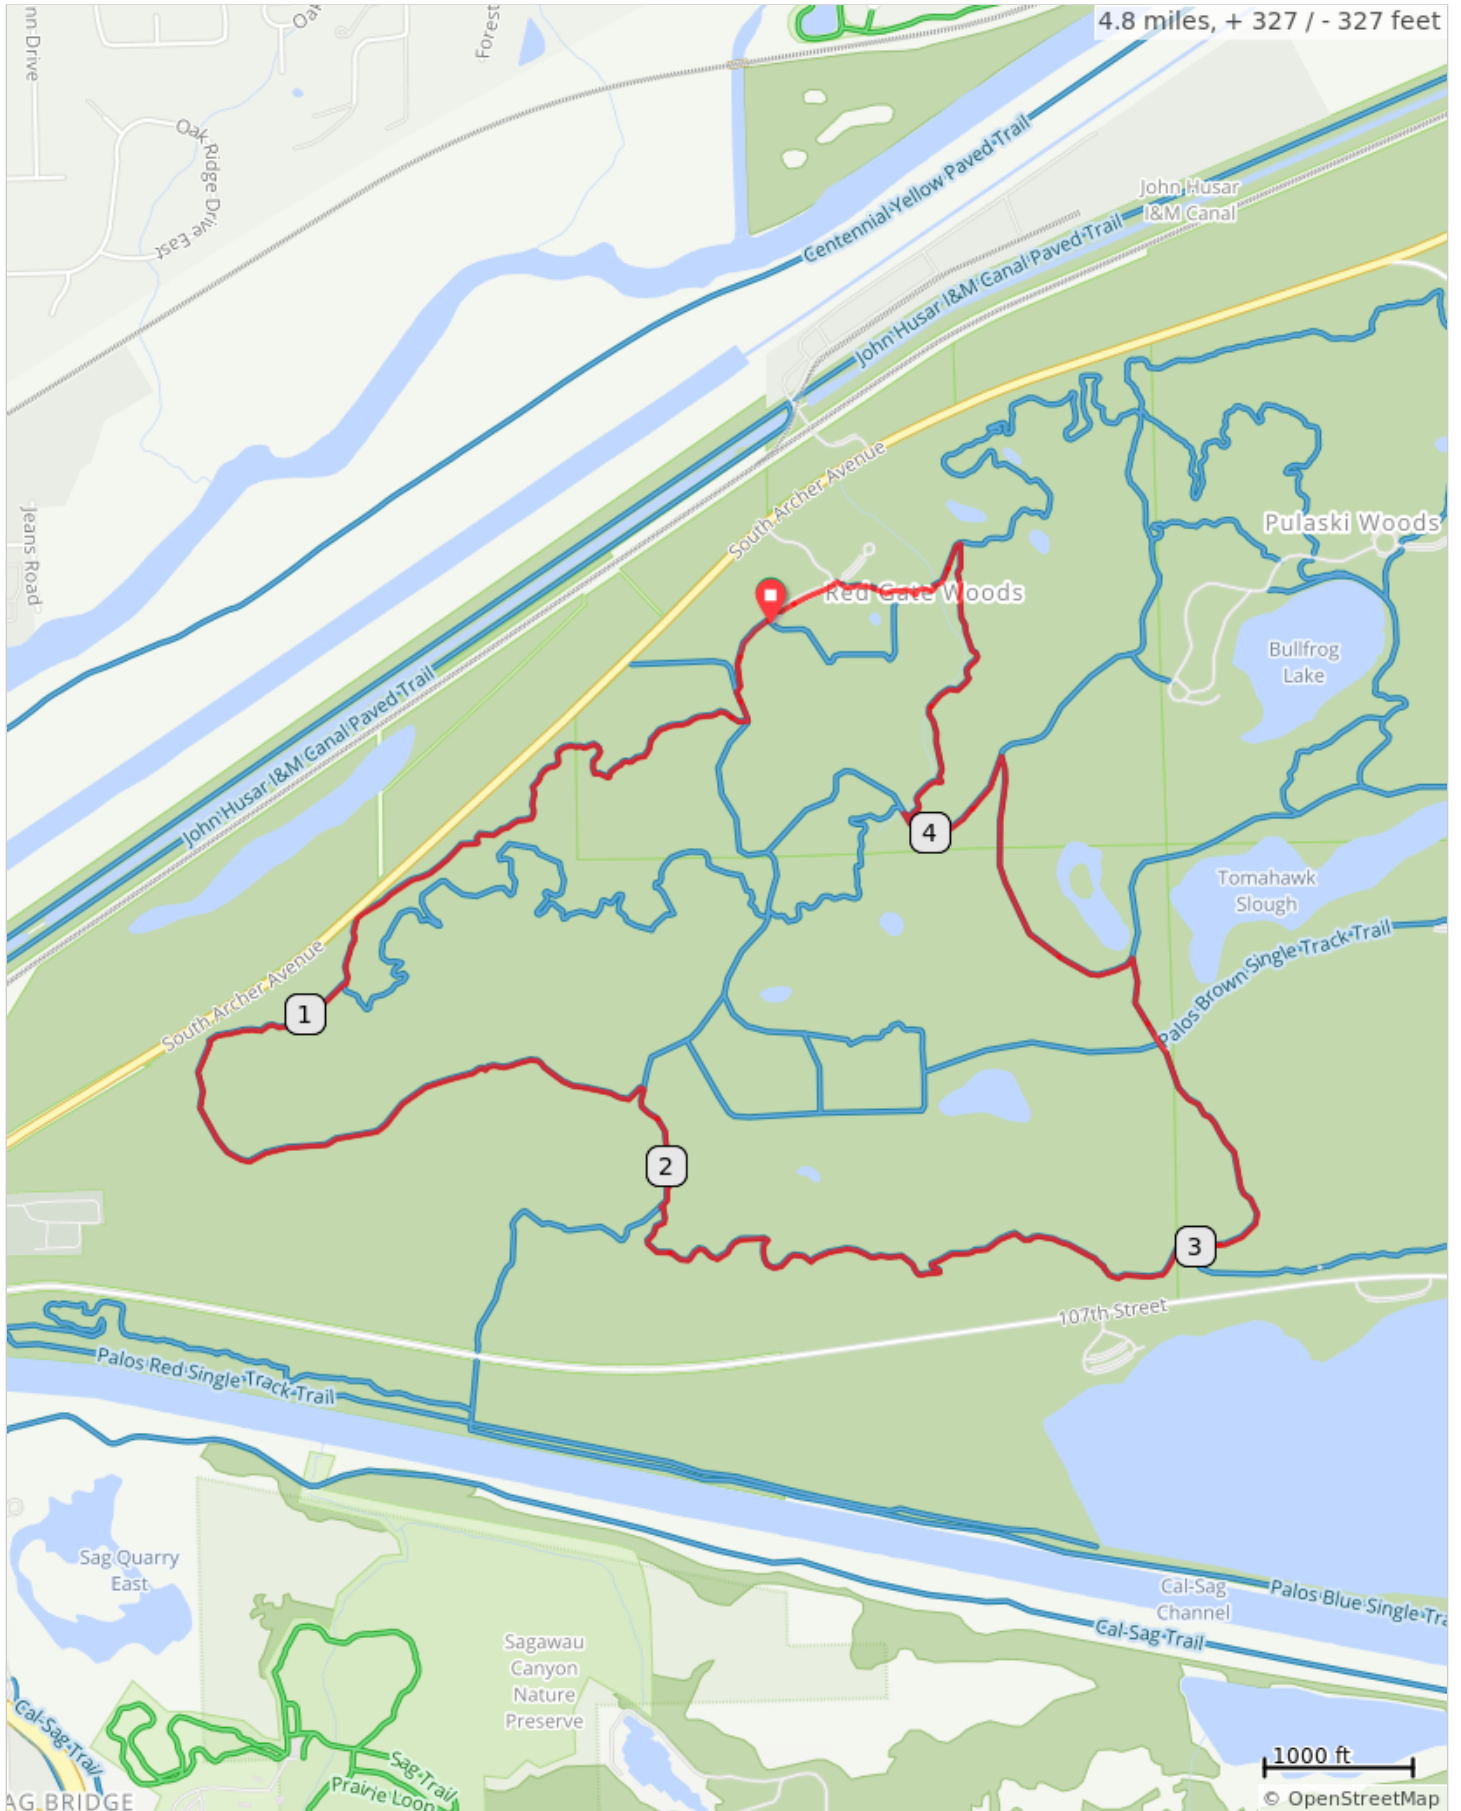 4.8 miles, + 327 / - 327 feet
nn Drive
Oak
Forest
Oak Ridge Drive East
Centennial Yellow Paved Trail
John Husar
I&M Canal
John Husar I&M Canal Paved Trail
South Archer Avenue
Jeans Road
Pulaski Woods
Red Gate Woods
Bullfrog
Lake
John Husar I&M Canal Paved Trail
4
Tomahawk
Slough
Palos Brown Single Track Trail
South Archer Avenue
1
2
3
107th Street
Palos Red Single Track Trail
Sag Quarry
East
Cal-Sag
Channel
Palos Blue Single Tra
Cal-Sag Trail
Sagawau
Canyon
Nature
Preserve
Cal-Sag Trail
Sag Trail
Prairie Loop
1000 ft
AG BRIDGE
© OpenStreetMap